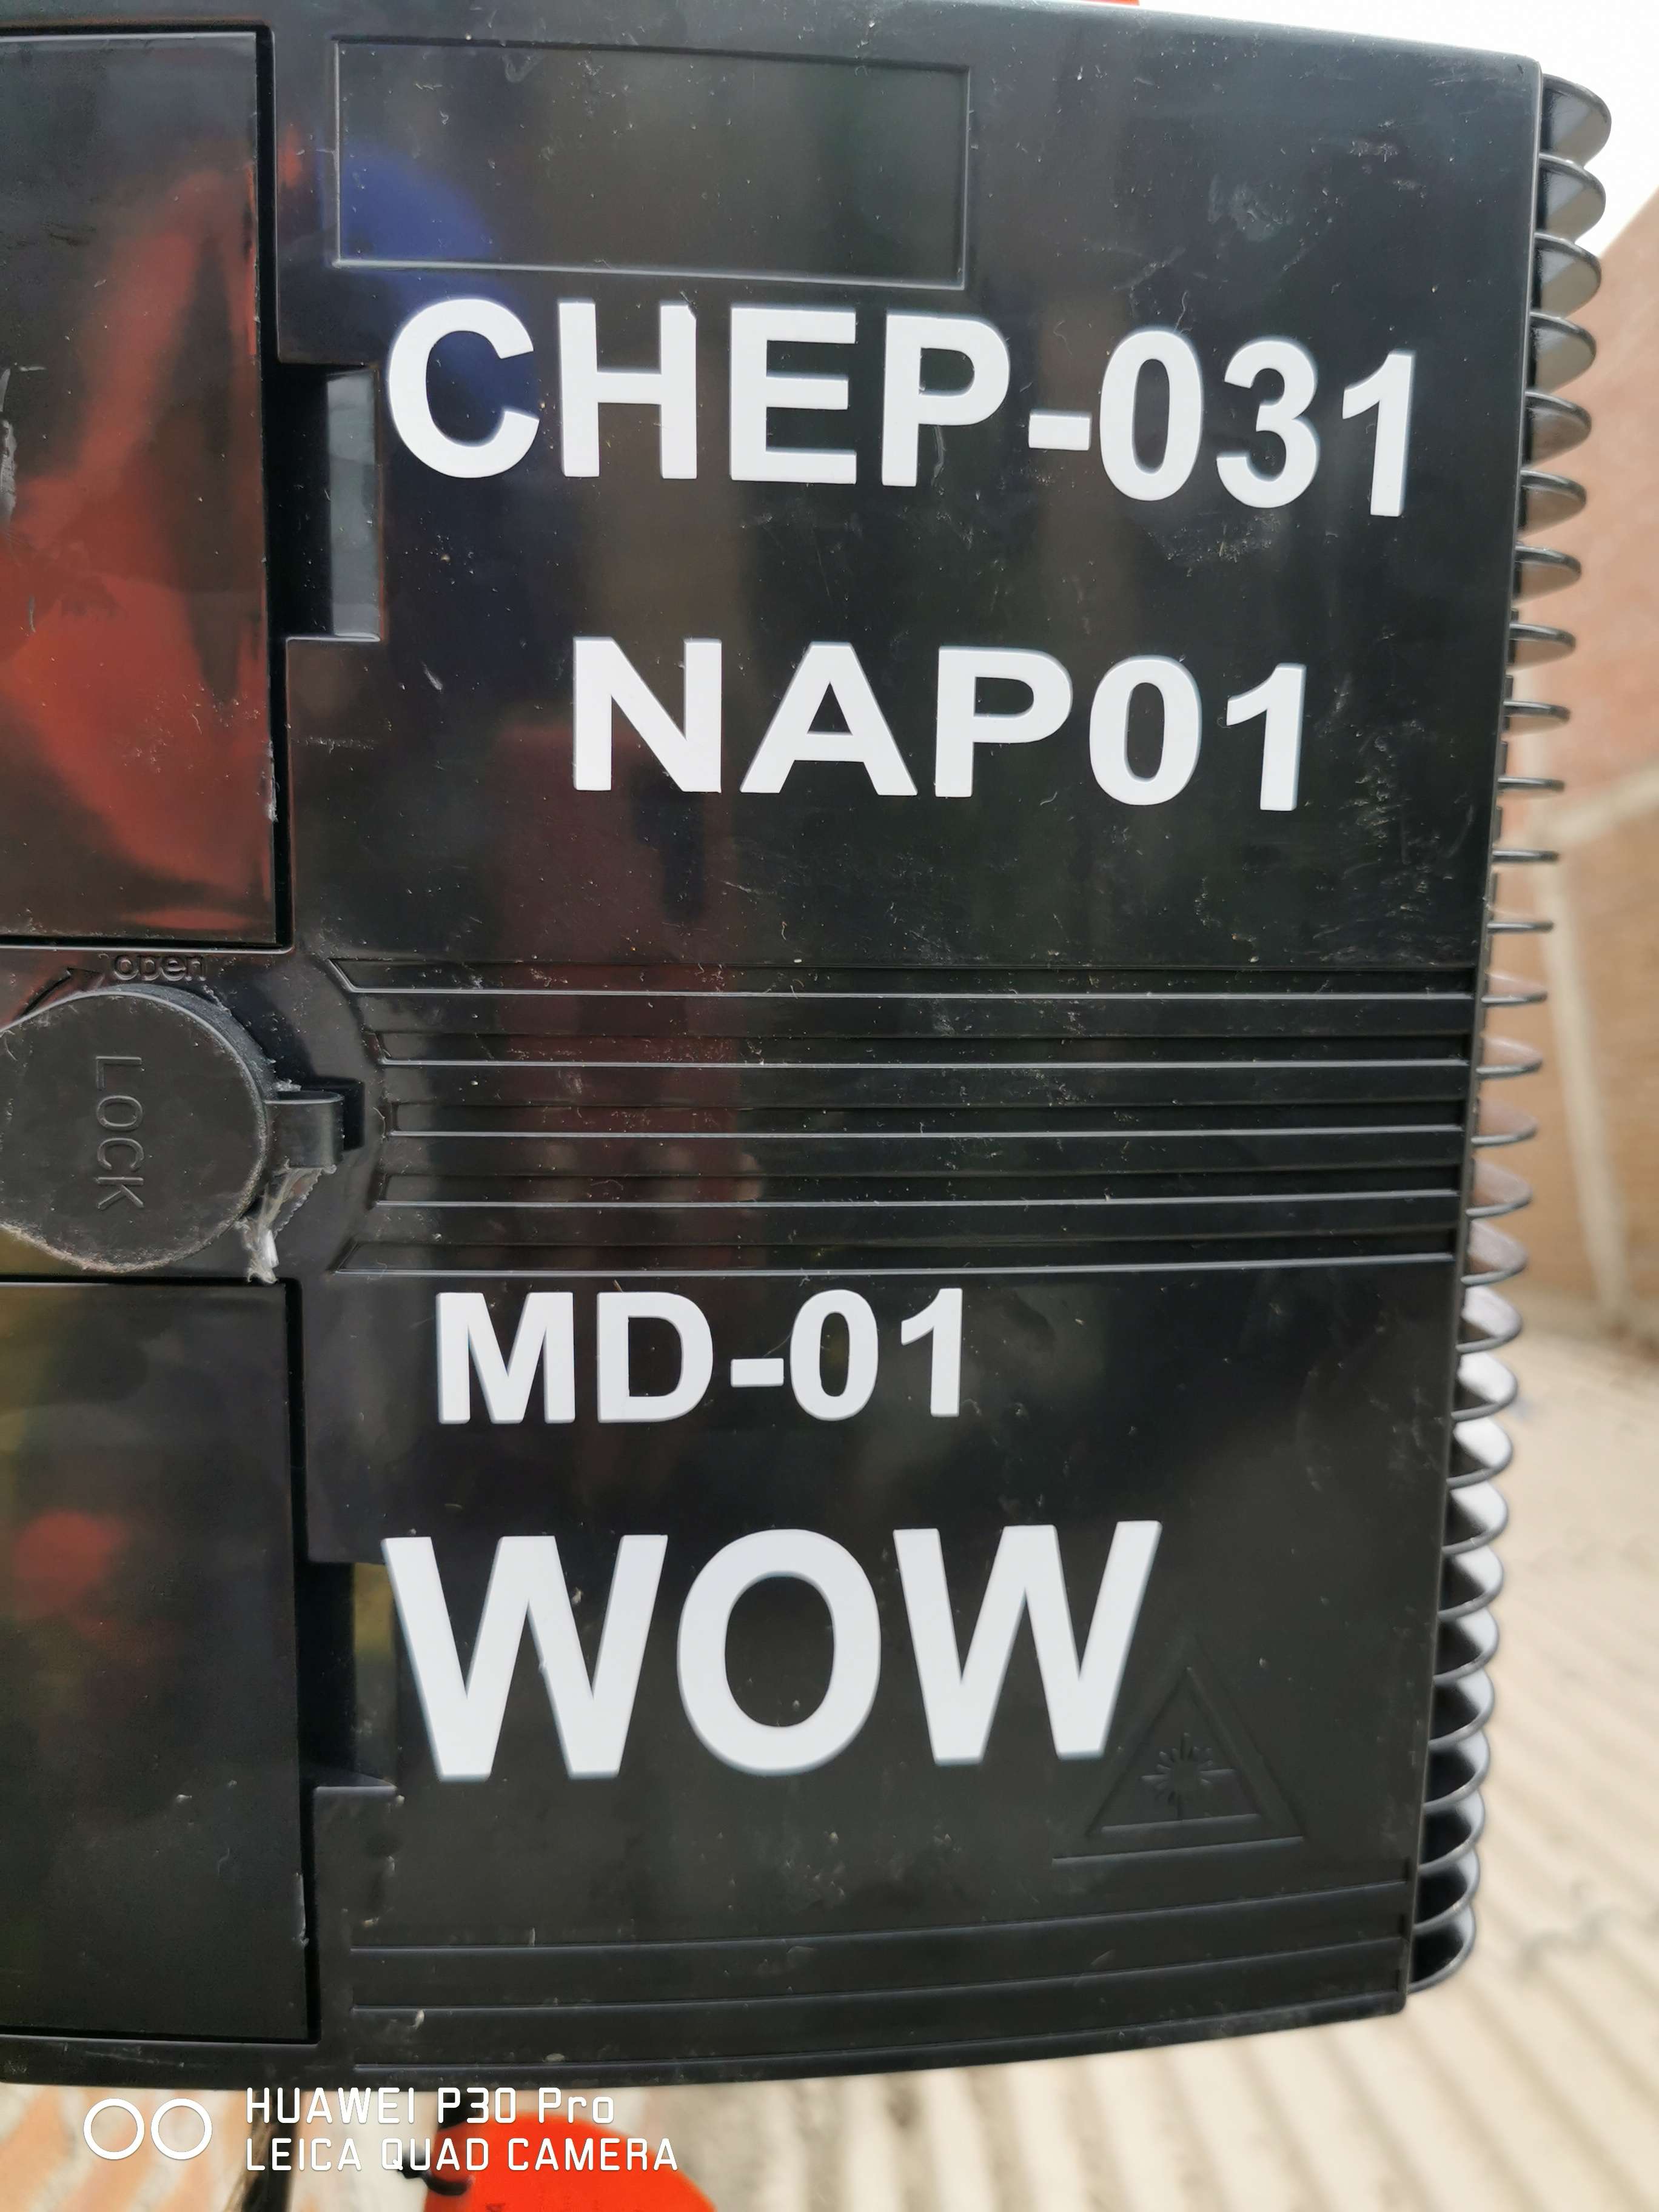 CHEP-031
NAP01
open
LOCK
MD-01
WOW
HUAWEI P30 Pro
LEICA QUAD CAMERA